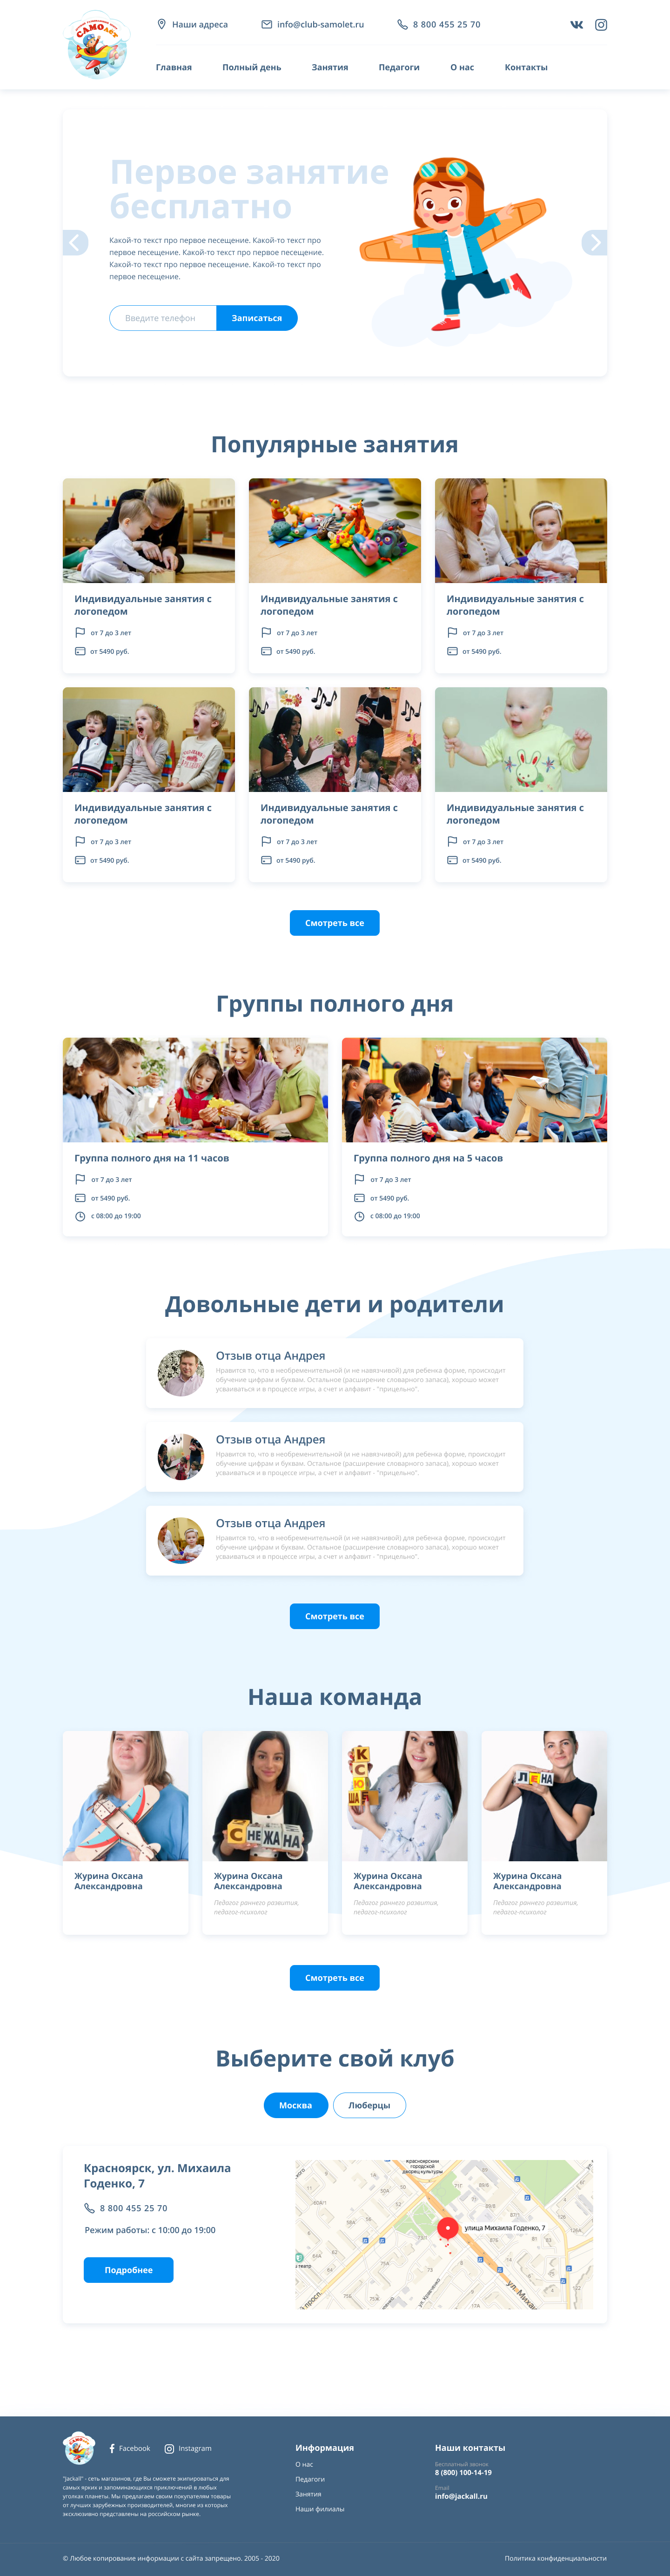 САМОлет
Наши адреса
info@club-samolet.ru
8 800 455 25 70
Главная
Полный день
Занятия
Педагоги
О нас
Контакты
Первое занятие
бесплатно
Какой-то текст про первое песещение. Какой-то текст про
первое песещение. Какой-то текст про первое песещение.
Какой-то текст про первое песещение. Какой-то текст про
первое песещение.
Введите телефон
Записаться
Популярные занятия
Индивидуальные занятия с
логопедом
от 7 до 3 лет
от 5490 руб.
Индивидуальные занятия с
логопедом
от 7 до 3 лет
от 5490 руб.
Индивидуальные занятия с
логопедом
от 7 до 3 лет
от 5490 руб.
Индивидуальные занятия с
логопедом
от 7 до 3 лет
от 5490 руб.
Индивидуальные занятия с
логопедом
от 7 до 3 лет
от 5490 руб.
Индивидуальные занятия с
логопедом
от 7 до 3 лет
от 5490 руб.
Смотреть все
Группы полного дня
Группа полного дня на 11 часов
от 7 до 3 лет
от 5490 руб.
с 08:00 до 19:00
Группа полного дня на 5 часов
от 7 до 3 лет
от 5490 руб.
с 08:00 до 19:00
Довольные дети и родители
Отзыв отца Андрея
Нравится то, что в необременительной (и не навязчивой) для ребенка форме, происходит
обучение цифрам и буквам. Остальное (расширение словарного запаса), хорошо может
усваиваться и в процессе игры, а счет и алфавит - "прицельно".
Отзыв отца Андрея
Нравится то, что в необременительной (и не навязчивой) для ребенка форме, происходит
обучение цифрам и буквам. Остальное (расширение словарного запаса), хорошо может
усваиваться и в процессе игры, а счет и алфавит - "прицельно".
Отзыв отца Андрея
Нравится то, что в необременительной (и не навязчивой) для ребенка форме, происходит
обучение цифрам и буквам. Остальное (расширение словарного запаса), хорошо может
усваиваться и в процессе игры, а счет и алфавит - "прицельно".
Смотреть все
Наша команда
СНЕЖАНА
КСЮША
ЛЕНА
Журина Оксана
Александровна
Журина Оксана
Александровна
Педагог раннего развития,
педагог-психолог
Журина Оксана
Александровна
Педагог раннего развития,
педагог-психолог
Журина Оксана
Александровна
Педагог раннего развития,
педагог-психолог
Смотреть все
Выберите свой клуб
Москва
Люберцы
Красноярск, ул. Михаила
Годенко, 7
8 800 455 25 70
Режим работы: с 10:00 до 19:00
Подробнее
Красноярский
городской
дворец культуры
улица Михаила Годенко, 7
САМОлет
Facebook
Instagram
"Jackall" - сеть магазинов, где Вы сможете экипироваться для
самых ярких и запоминающихся приключений в любых
уголках планеты. Мы предлагаем своим покупателям товары
от лучших зарубежных производителей, многие из которых
эксклюзивно представлены на российском рынке.
Информация
О нас
Педагоги
Занятия
Наши филиалы
Наши контакты
Бесплатный звонок
8 (800) 100-14-19
Email
info@jackall.ru
© Любое копирование информации с сайта запрещено. 2005 - 2020
Политика конфиденциальности